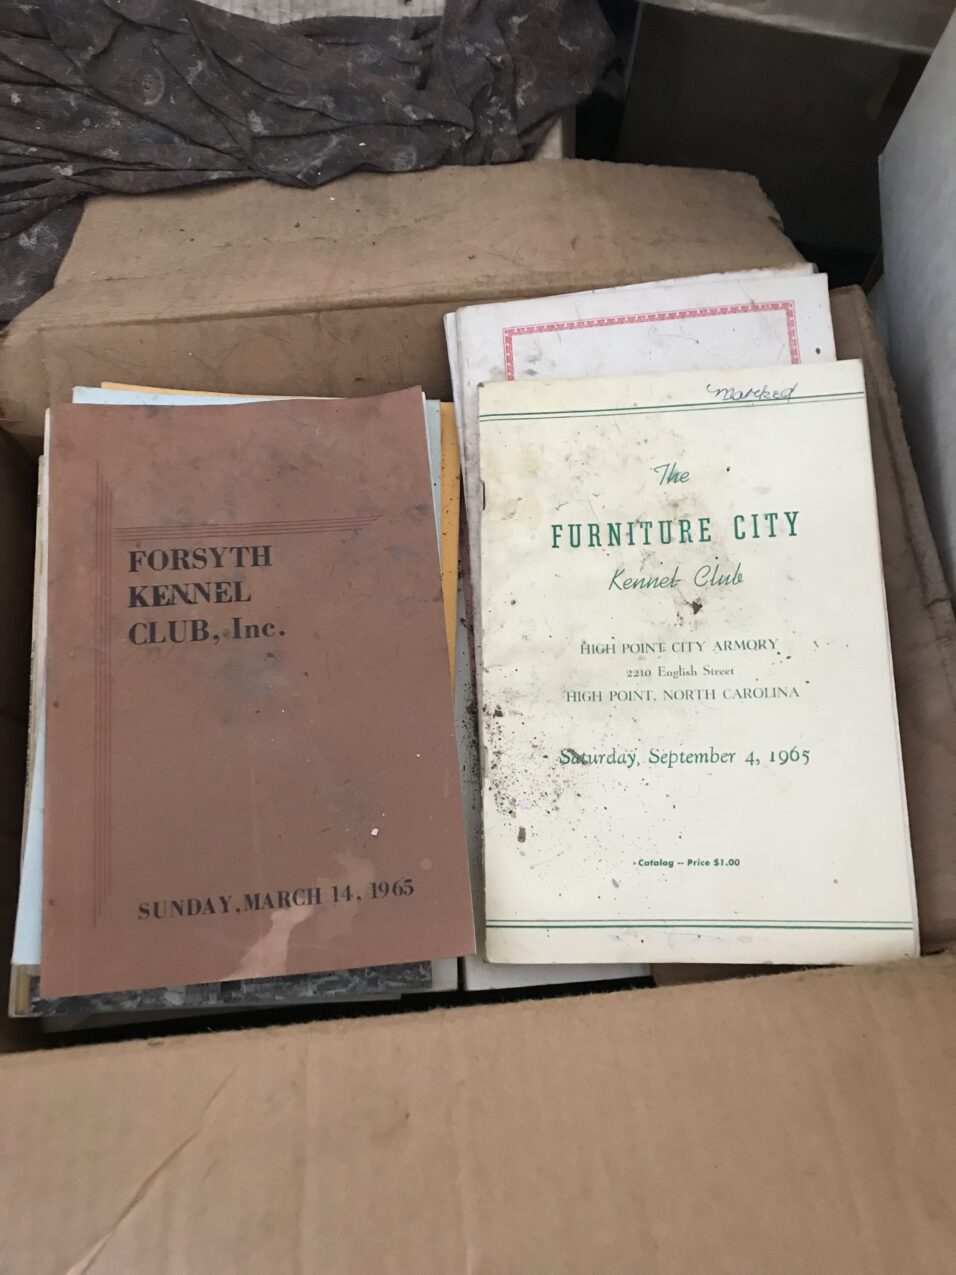 FORSYTH
KENNEL
CLUB, Inc.
SUNDAY, MARCH 14, 1965
Marked
The
FURNITURE CITY
Kennel Club
HIGH POINT CITY ARMORY
2210 English Street
HIGH POINT, NORTH CAROLINA
Saturday, September 4, 1965
Catalog -- Price $1.00